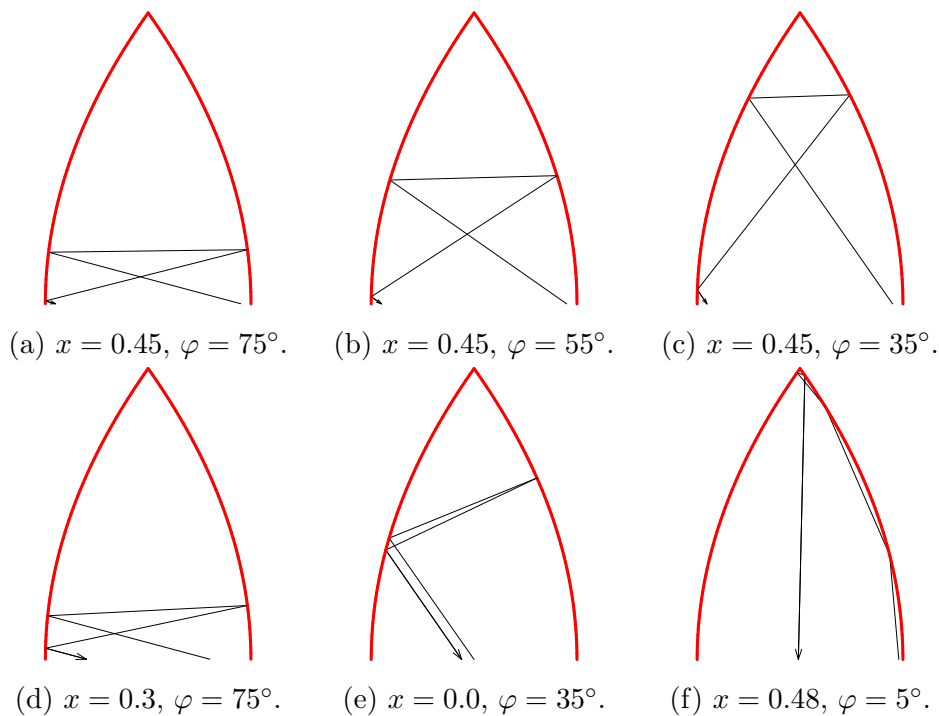 (a) x = 0.45, φ = 75°. (b) x = 0.45, φ = 55°. (c) x = 0.45, φ = 35°.
(d) x = 0.3, φ = 75°. (e) x = 0.0, φ = 35°. (f) x = 0.48, φ = 5°.